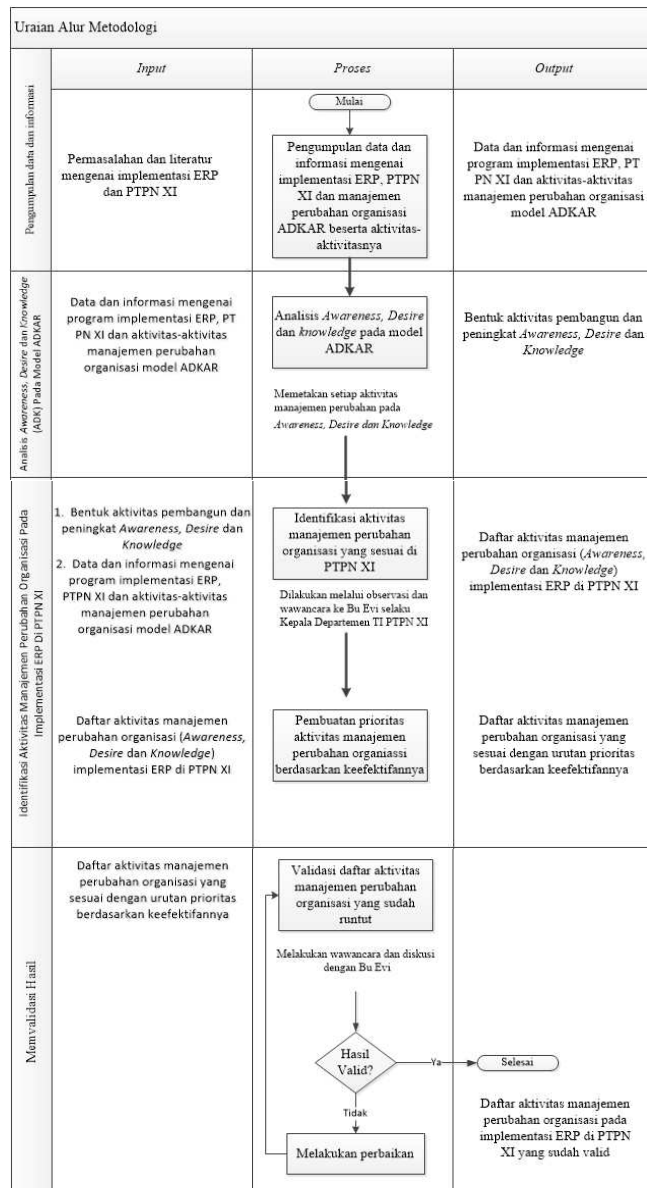 Uraian Alur Metodologi
Input
Proses
Output
Pengumpulan data dan informasi
Permasalahan dan literatur
mengenai implementasi ERP
dan PTPN XI
Mulai
Pengumpulan data dan
informasi mengenai
implementasi ERP, PTPN
XI dan manajemen
perubahan organisasi
ADKAR beserta aktivitas-
aktivitasnya
Data dan informasi mengenai
program implementasi ERP, PT
PN XI dan aktivitas-aktivitas
manajemen perubahan organisasi
model ADKAR
Analisis Awareness, Desire dan Knowledge
(ADK) Pada Model ADKAR
Data dan informasi mengenai
program implementasi ERP, PT
PN XI dan aktivitas-aktivitas
manajemen perubahan
organisasi model ADKAR
Analisis Awareness, Desire
dan knowledge pada model
ADKAR
Memetakan setiap aktivitas
manajemen perubahan pada
Awareness, Desire dan Knowledge
Bentuk aktivitas pembangun dan
peningkat Awareness, Desire dan
Knowledge
Identifikasi Aktivitas Manajemen Perubahan Organisasi Pada
Implementasi ERP Di PTPN XI
1. Bentuk aktivitas pembangun dan
peningkat Awareness, Desire dan
Knowledge
2. Data dan informasi mengenai
program implementasi ERP,
PTPN XI dan aktivitas-aktivitas
manajemen perubahan
organisasi model ADKAR
Identifikasi aktivitas
manajemen perubahan
organisasi yang sesuai di
PTPN XI
Dilakukan melalui observasi dan
wawancara ke Bu Evi selaku
Kepala Departemen TI PTPN XI
Daftar aktivitas manajemen
perubahan organisasi (Awareness,
Desire dan Knowledge)
implementasi ERP di PTPN XI
Daftar aktivitas manajemen
perubahan organisasi (Awareness,
Desire dan Knowledge)
implementasi ERP di PTPN XI
Pembuatan prioritas
aktivitas manajemen
perubahan organiassi
berdasarkan keefektifannya
Daftar aktivitas manajemen
perubahan organisasi yang
sesuai dengan urutan prioritas
berdasarkan keefektifannya
Memvalidasi Hasil
Daftar aktivitas manajemen
perubahan organisasi yang
sesuai dengan urutan prioritas
berdasarkan keefektifannya
Validasi daftar aktivitas
manajemen perubahan
organisasi yang sudah
runtut
Melakukan wawancara dan diskusi
dengan Bu Evi
Hasil
Valid?
Ya
Selesai
Tidak
Melakukan perbaikan
Daftar aktivitas manajemen
perubahan organisasi pada
implementasi ERP di PTPN
XI yang sudah valid